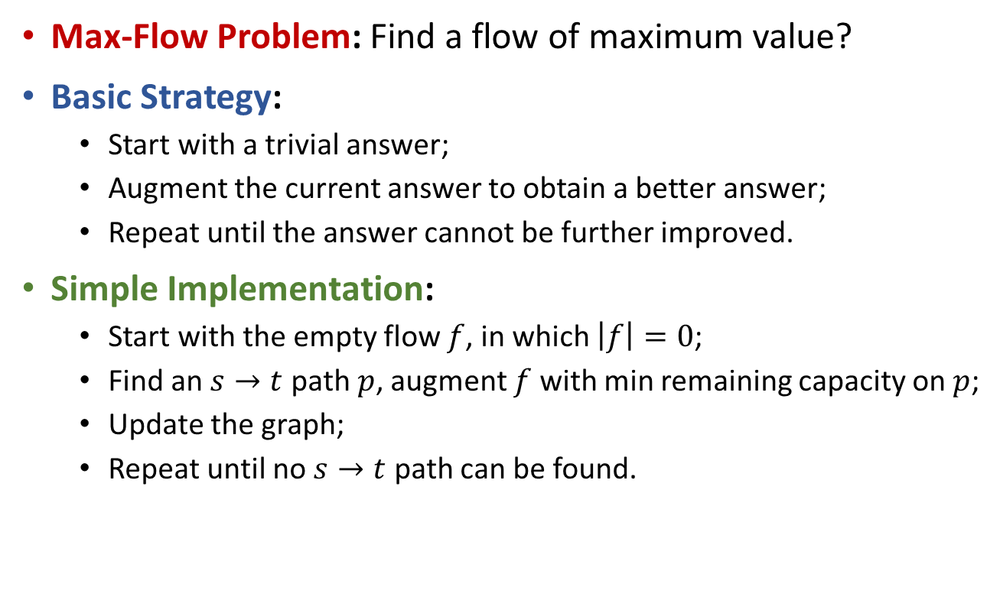 • Max-Flow Problem: Find a flow of maximum value?
• Basic Strategy:
• Start with a trivial answer;
• Augment the current answer to obtain a better answer;
• Repeat until the answer cannot be further improved.
• Simple Implementation:
• Start with the empty flow 𝑓, in which |𝑓| = 0;
• Find an 𝑠 → 𝑡 path 𝑝, augment 𝑓 with min remaining capacity on 𝑝;
• Update the graph;
• Repeat until no 𝑠 → 𝑡 path can be found.